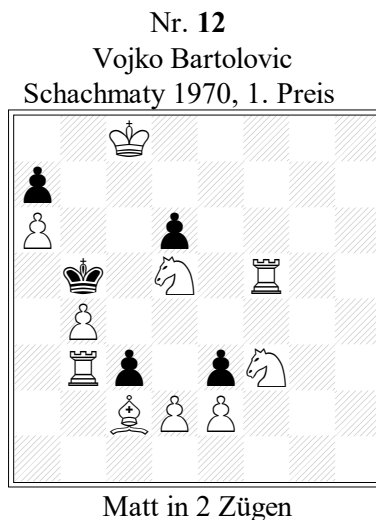 Nr. 12
Vojko Bartolovic
Schachmaty 1970, 1. Preis
Matt in 2 Zügen